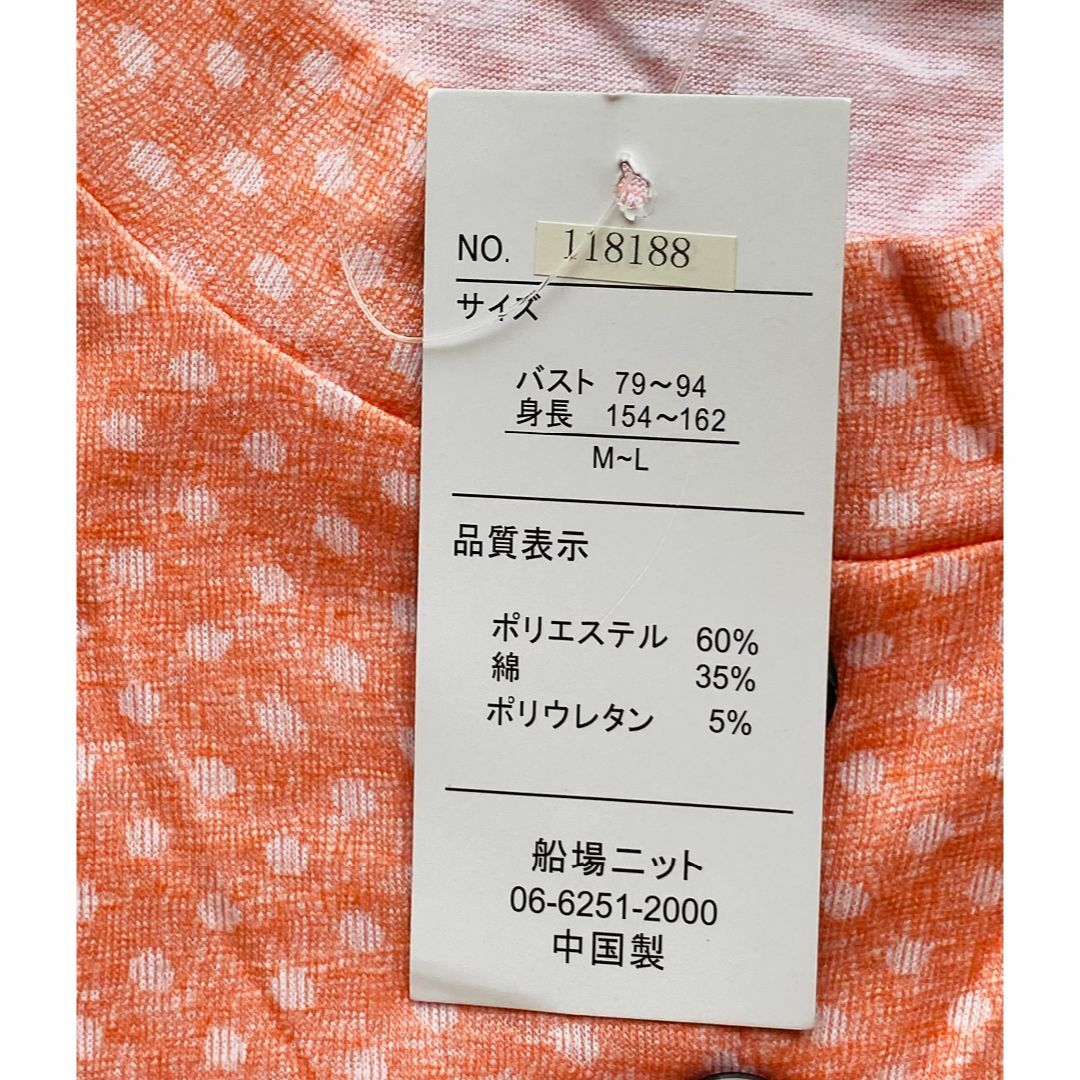 NO. 118188
サイズ
バスト 79～94
身長 154～162
M~L
品質表示
ポリエステル 60%
綿 35%
ポリウレタン 5%
船場ニット
06-6251-2000
中国製